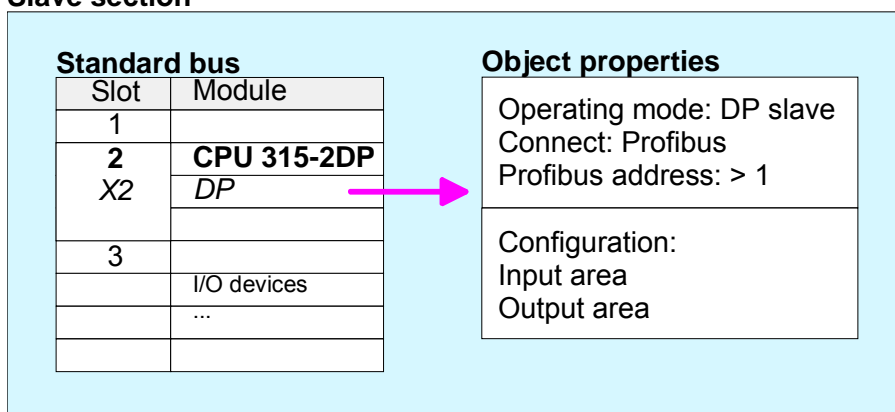 Slave section
Standard bus
Slot Module
1
2 CPU 315-2DP
X2 DP
3
I/O devices
...
Object properties
Operating mode: DP slave
Connect: Profibus
Profibus address: > 1
Configuration:
Input area
Output area